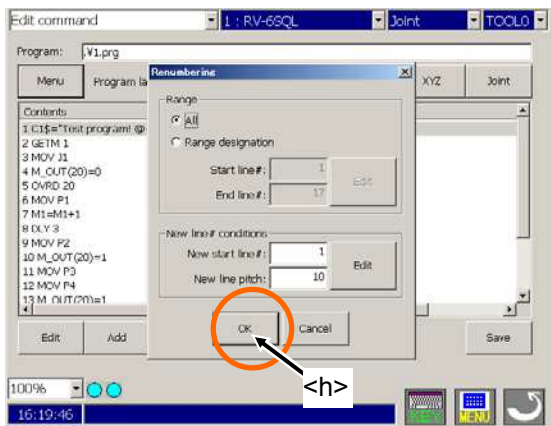 Edit command 1 : RV-6SQL Joint TOOL0
Program: .¥1.prg
Menu Program la XYZ Joint
Renumbering
Range
All
Range designation
Start line#: 1
End line#: 17
Edit
New line# conditions
New start line#: 1
New line pitch: 10
Edit
OK Cancel
Contents
1 C1$="Test program! @
2 GETM 1
3 MOV J1
4 M_OUT(20)=0
5 OVRD 20
6 MOV P1
7 M1=M1+1
8 DLY 3
9 MOV P2
10 M_OUT(20)=1
11 MOV P3
12 MOV P4
13 M_OUT(20)=1
Edit Add Save
<h>
100%
16:19:46
KEY MENU